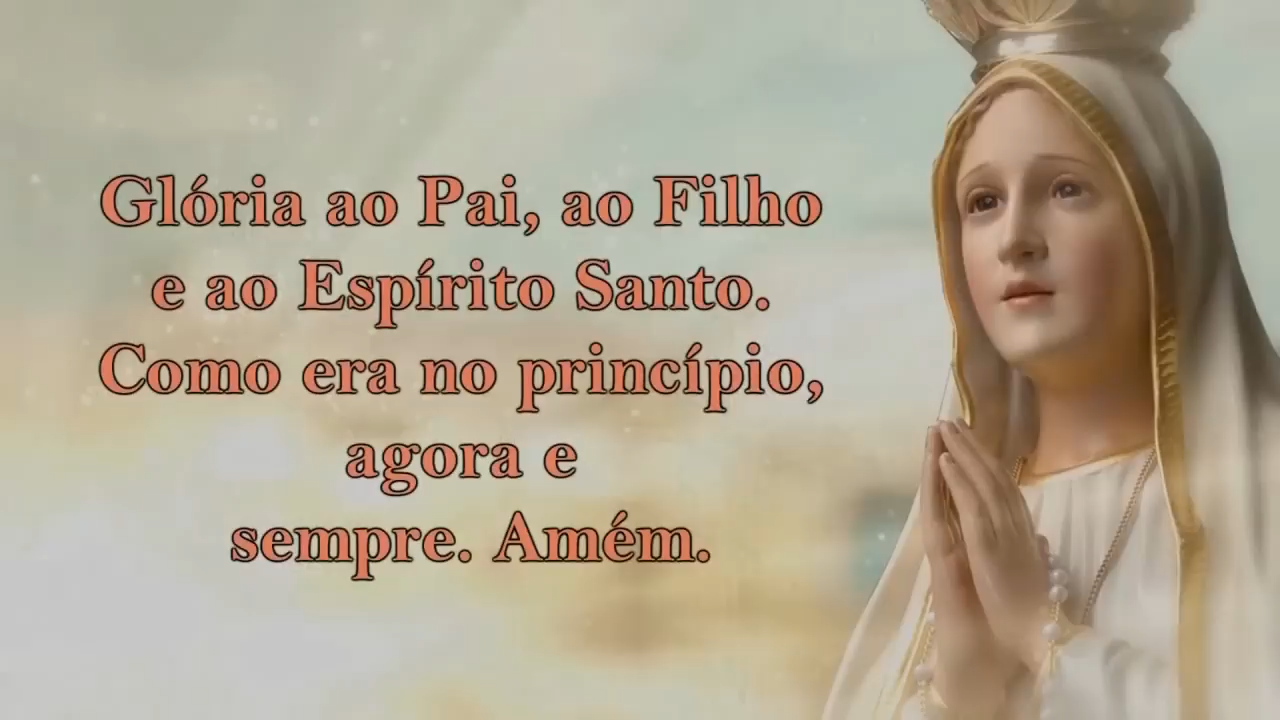 Glória ao Pai, ao Filho
e ao Espírito Santo.
Como era no princípio,
agora e
sempre. Amém.